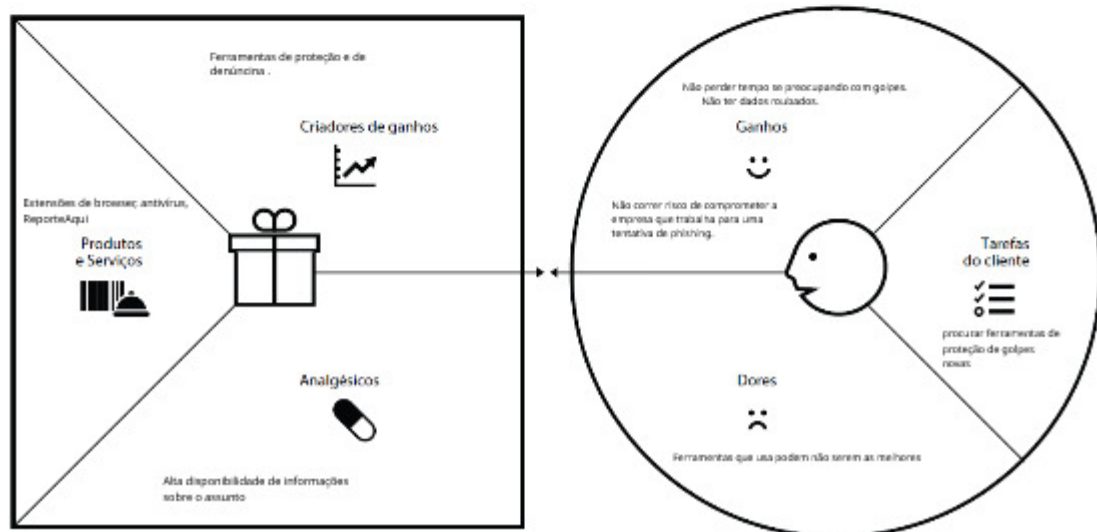 Ferramentas de proteção e de
denúncina .
Criadores de ganhos
Extensões de browser, antivírus,
ReporteAqui
Produtos
e Serviços
Analgésicos
Alta disponibilidade de informações
sobre o assunto
Não perder tempo se preocupando com golpes.
Não ter dados roubados.
Ganhos
Não correr risco de comprometer a
empresa que trabalha para uma
tentativa de phishing.
Tarefas
do cliente
procurar ferramentas de
proteção de golpes
novas
Dores
Ferramentas que usa podem não serem as melhores